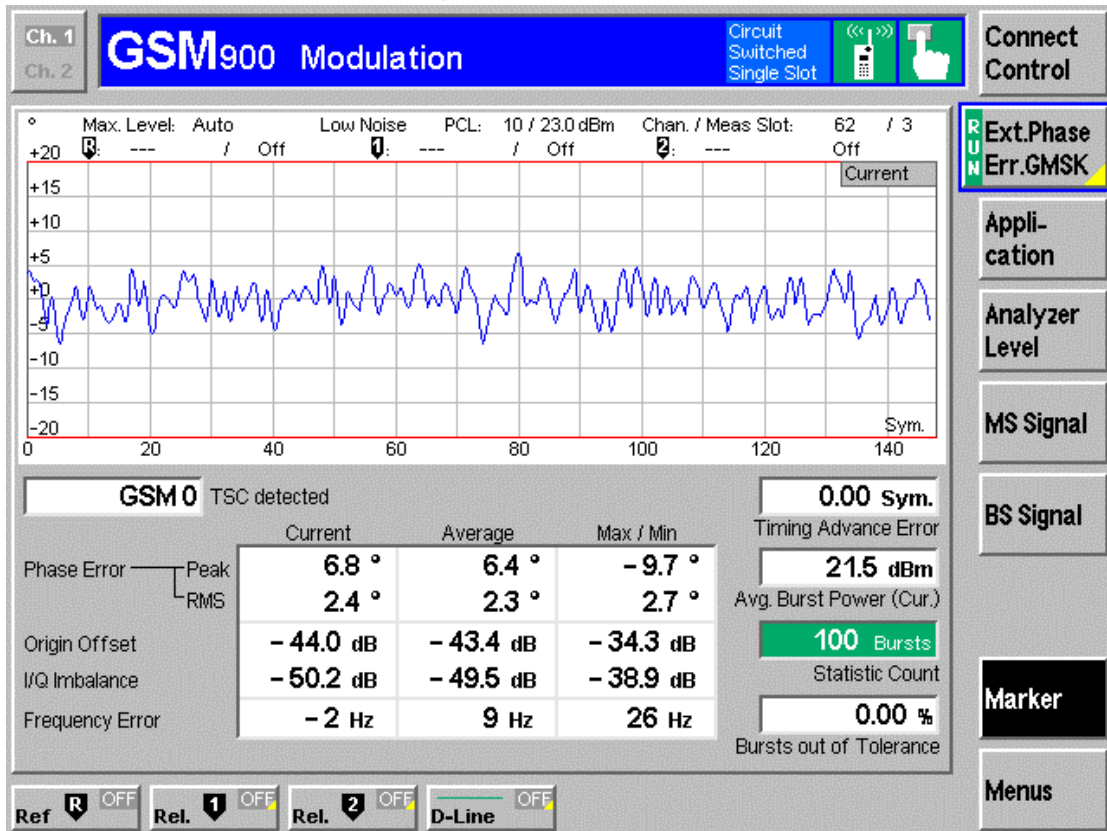 Ch. 1
Ch. 2
GSM900 Modulation
Circuit
Switched
Single Slot
Connect
Control
° Max. Level: Auto Low Noise PCL: 10 / 23.0 dBm Chan. / Meas Slot: 62 / 3
R: --- / Off 1: --- / Off 2: --- Off
Current
+20
+15
+10
+5
+0
-5
-10
-15
-20
Sym.
0 20 40 60 80 100 120 140
RUN
Ext.Phase
Err.GMSK
Appli-
cation
Analyzer
Level
MS Signal
BS Signal
Marker
Menus
GSM 0 TSC detected
Current Average Max / Min
Phase Error Peak 6.8 ° 6.4 ° - 9.7 °
RMS 2.4 ° 2.3 ° 2.7 °
Origin Offset - 44.0 dB - 43.4 dB - 34.3 dB
I/Q Imbalance - 50.2 dB - 49.5 dB - 38.9 dB
Frequency Error - 2 Hz 9 Hz 26 Hz
0.00 Sym.
Timing Advance Error
21.5 dBm
Avg. Burst Power (Cur.)
100 Bursts
Statistic Count
0.00 %
Bursts out of Tolerance
Ref R OFF
Rel. 1 OFF
Rel. 2 OFF
D-Line OFF